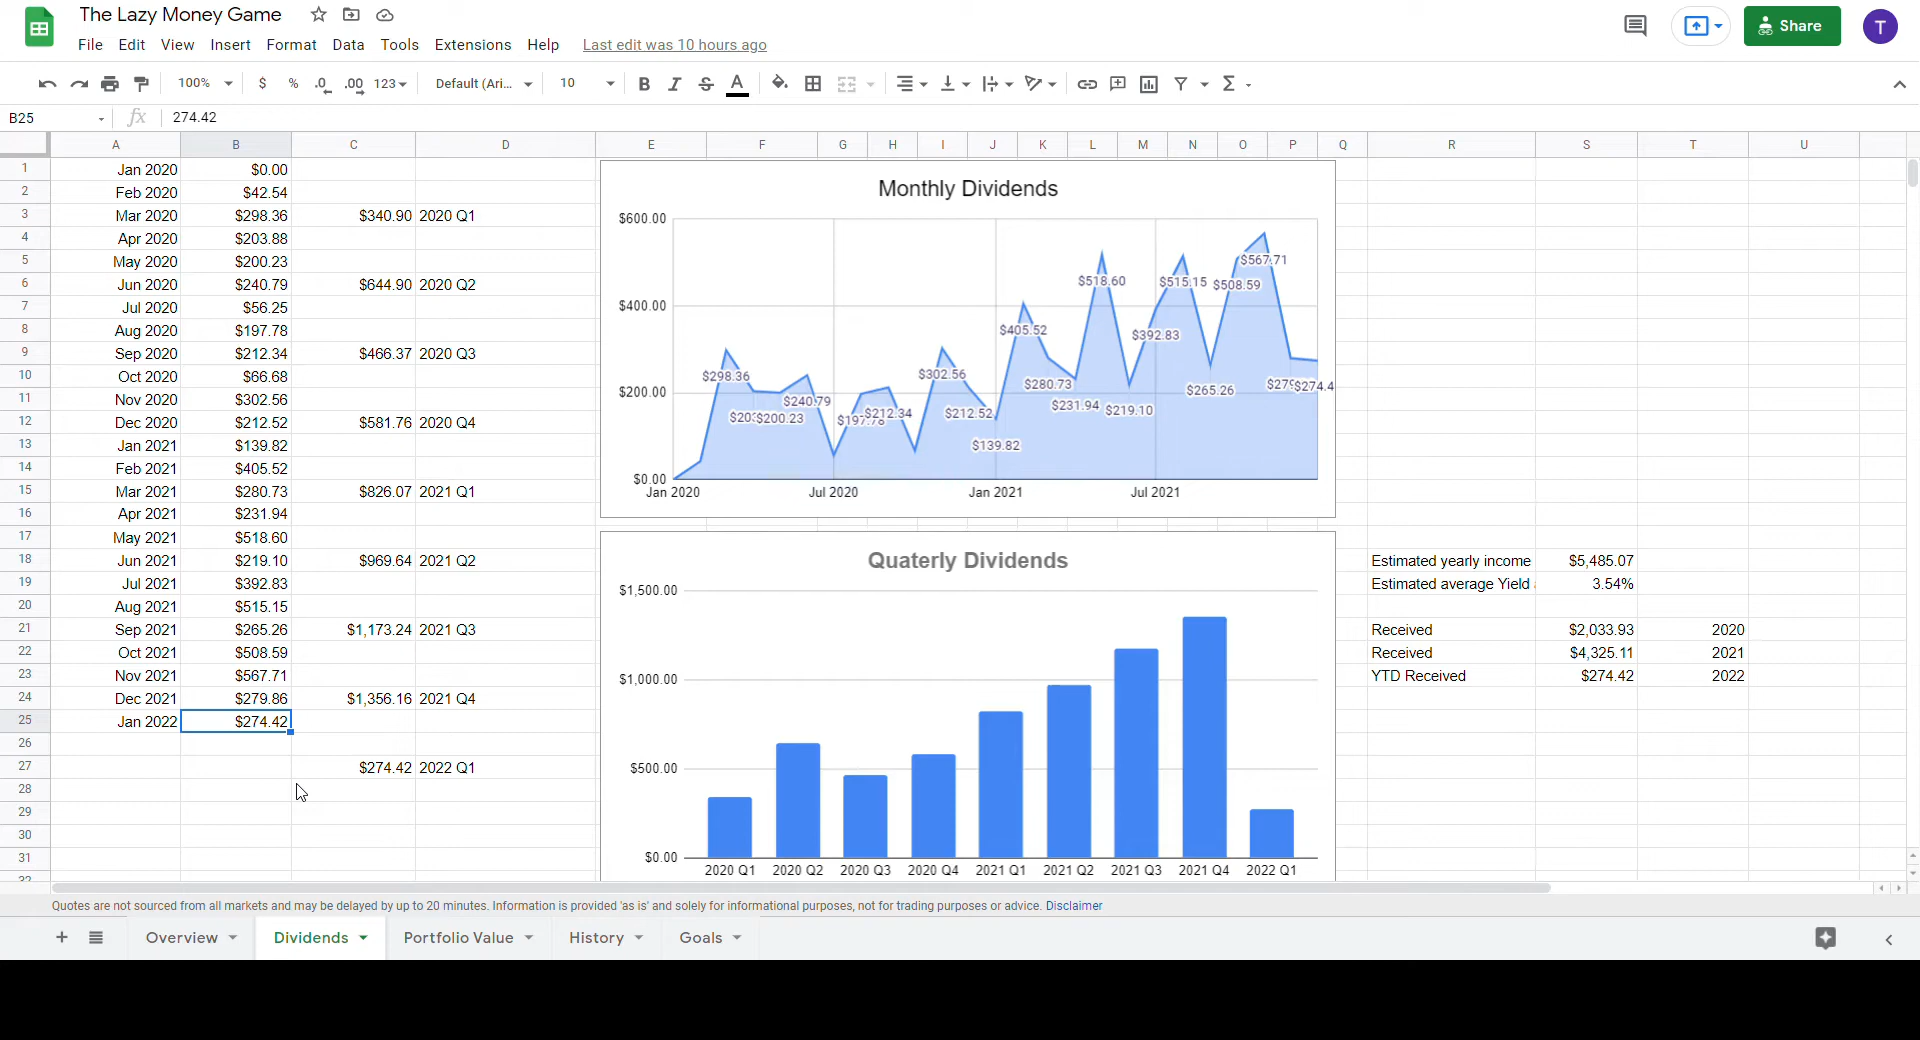 The Lazy Money Game
File Edit View Insert Format Data Tools Extensions Help Last edit was 10 hours ago
Share
T
100% $ % .0 .00 123 Default (Ari... 10 B I S A
B25 fx 274.42
A B C D E F G H I J K L M N O P Q R S T U
1 Jan 2020 $0.00
2 Feb 2020 $42.54
3 Mar 2020 $298.36 $340.90 2020 Q1
4 Apr 2020 $203.88
5 May 2020 $200.23
6 Jun 2020 $240.79 $644.90 2020 Q2
7 Jul 2020 $56.25
8 Aug 2020 $197.78
9 Sep 2020 $212.34 $466.37 2020 Q3
10 Oct 2020 $66.68
11 Nov 2020 $302.56
12 Dec 2020 $212.52 $581.76 2020 Q4
13 Jan 2021 $139.82
14 Feb 2021 $405.52
15 Mar 2021 $280.73 $826.07 2021 Q1
16 Apr 2021 $231.94
17 May 2021 $518.60
18 Jun 2021 $219.10 $969.64 2021 Q2
19 Jul 2021 $392.83
20 Aug 2021 $515.15
21 Sep 2021 $265.26 $1,173.24 2021 Q3
22 Oct 2021 $508.59
23 Nov 2021 $567.71
24 Dec 2021 $279.86 $1,356.16 2021 Q4
25 Jan 2022 $274.42
26
27 $274.42 2022 Q1
28
29
30
31
Monthly Dividends
$600.00
$567.71
$518.60 $515.15 $508.59
$400.00
$405.52 $392.83
$298.36 $302.56 $280.73 $265.26 $274.4
$200.00
$240.79 $231.94 $219.10
$200.23 $197.78 $212.34 $212.52
$139.82
$0.00
Jan 2020 Jul 2020 Jan 2021 Jul 2021
Quaterly Dividends
$1,500.00
$1,000.00
$500.00
$0.00
2020 Q1 2020 Q2 2020 Q3 2020 Q4 2021 Q1 2021 Q2 2021 Q3 2021 Q4 2022 Q1
Estimated yearly income $5,485.07
Estimated average Yield 3.54%
Received $2,033.93 2020
Received $4,325.11 2021
YTD Received $274.42 2022
Quotes are not sourced from all markets and may be delayed by up to 20 minutes. Information is provided 'as is' and solely for informational purposes, not for trading purposes or advice. Disclaimer
Overview Dividends Portfolio Value History Goals